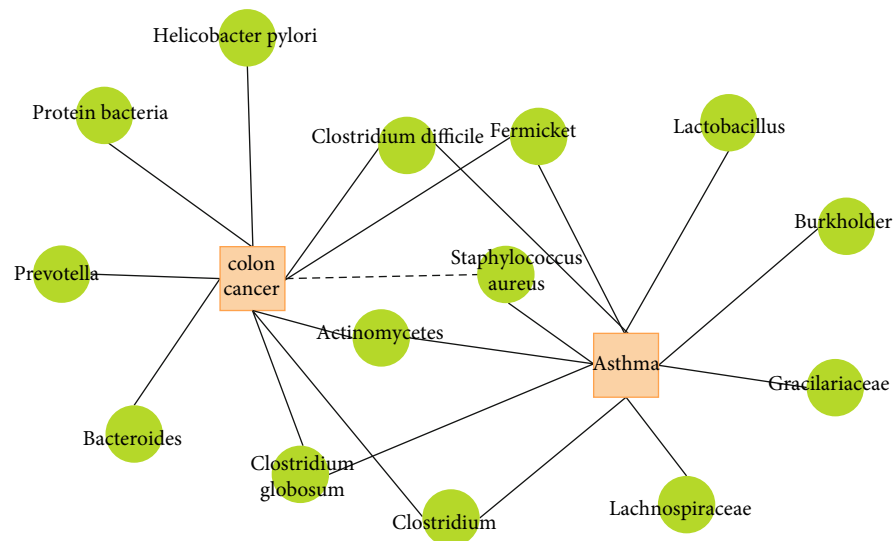 Helicobacter pylori
Protein bacteria
Clostridium difficile
Fermicket
Lactobacillus
Burkholder
Prevotella
colon
cancer
Staphylococcus
aureus
Actinomycetes
Asthma
Gracilariaceae
Bacteroides
Clostridium
globosum
Clostridium
Lachnospiraceae